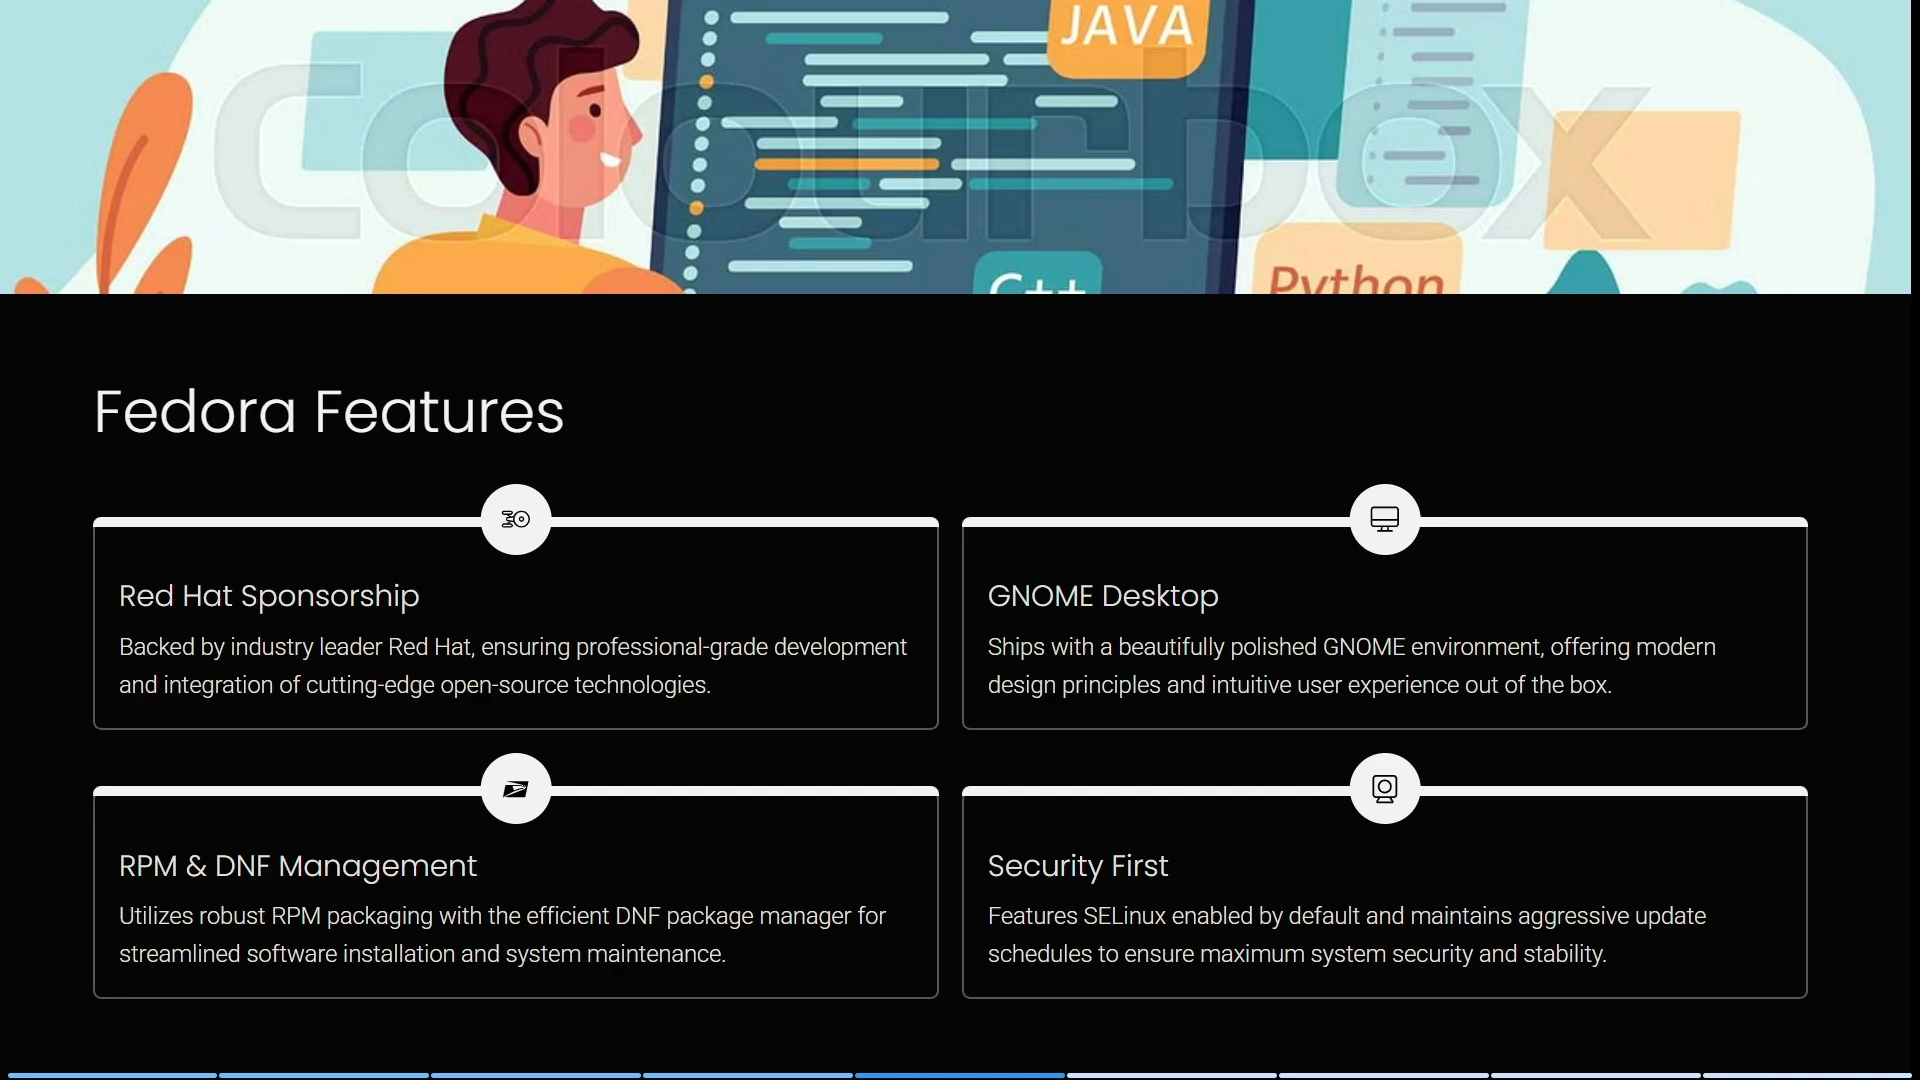 JAVA
colourbox
C++
Python
Fedora Features
Red Hat Sponsorship
Backed by industry leader Red Hat, ensuring professional-grade development
and integration of cutting-edge open-source technologies.
GNOME Desktop
Ships with a beautifully polished GNOME environment, offering modern
design principles and intuitive user experience out of the box.
RPM & DNF Management
Utilizes robust RPM packaging with the efficient DNF package manager for
streamlined software installation and system maintenance.
Security First
Features SELinux enabled by default and maintains aggressive update
schedules to ensure maximum system security and stability.